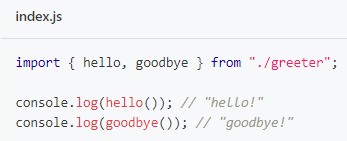 index.js
import { hello, goodbye } from "./greeter";
console.log(hello()); // "hello!"
console.log(goodbye()); // "goodbye!"